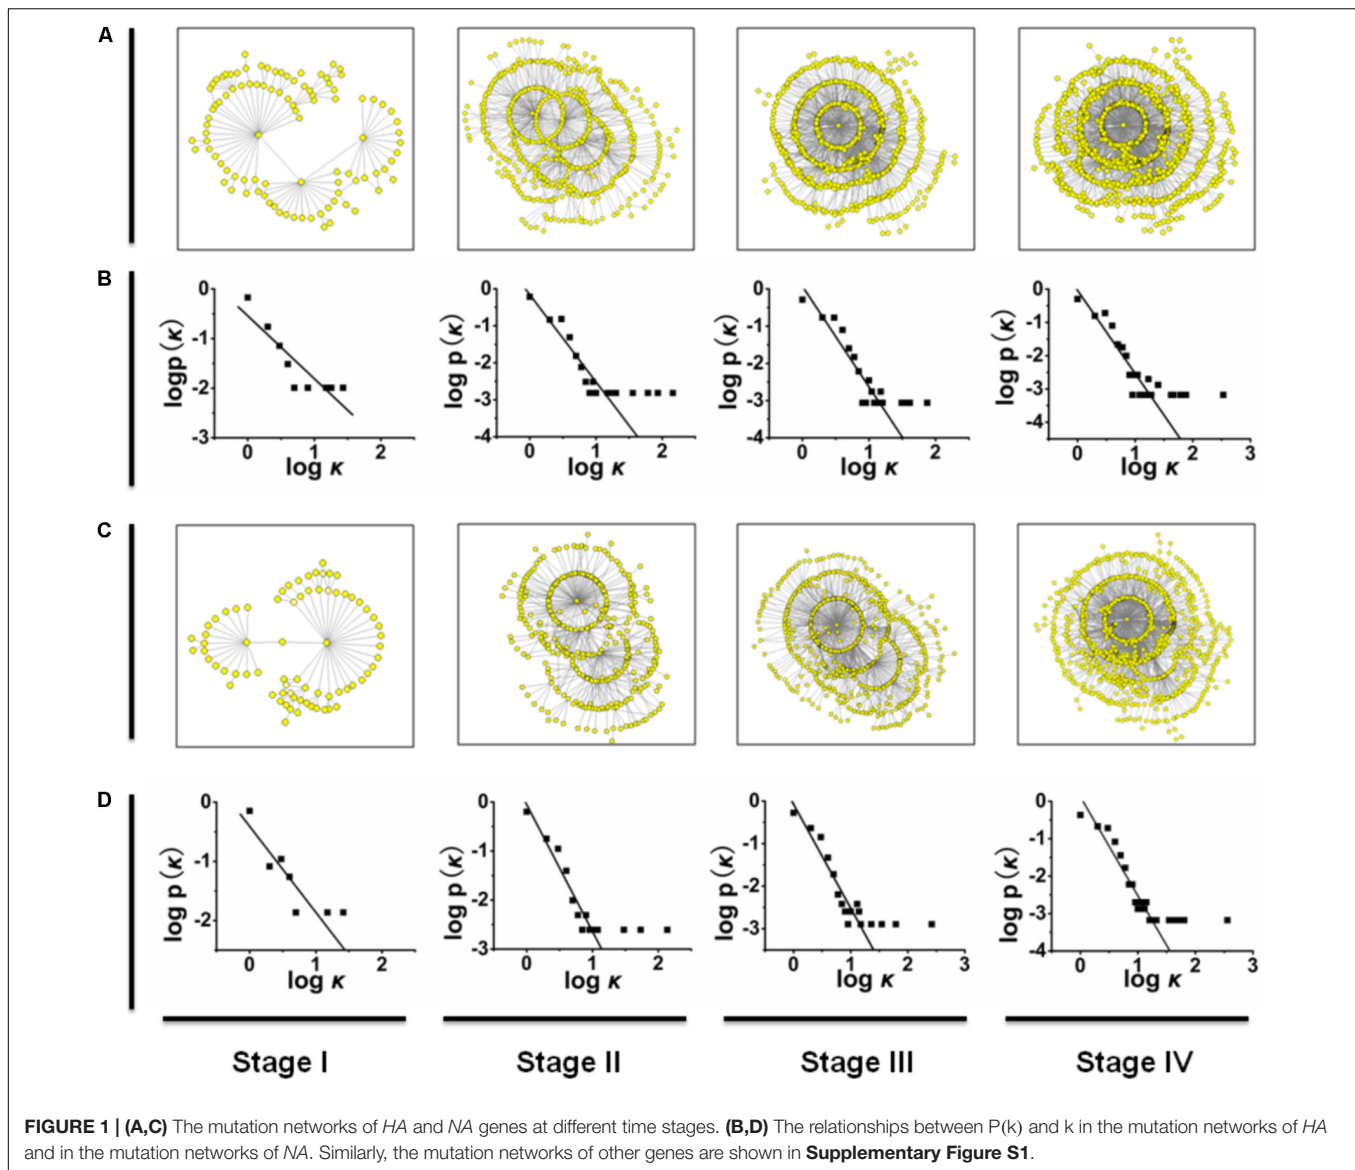 A
B
0
-1
-2
-3
0
1
2
logp(κ)
log κ
0
-1
-2
-3
-4
0
1
2
log p(κ)
log κ
0
-1
-2
-3
-4
0
1
2
log p(κ)
log κ
0
-1
-2
-3
-4
0
1
2
3
log p(κ)
log κ
C
D
0
-1
-2
0
1
2
log p(κ)
log κ
0
-1
-2
-3
0
1
2
log p(κ)
log κ
0
-1
-2
-3
0
1
2
3
log p(κ)
log κ
0
-1
-2
-3
-4
0
1
2
3
log p(κ)
log κ
Stage I
Stage II
Stage III
Stage IV
FIGURE 1 | (A,C) The mutation networks of HA and NA genes at different time stages. (B,D) The relationships between P(k) and k in the mutation networks of HA
and in the mutation networks of NA. Similarly, the mutation networks of other genes are shown in Supplementary Figure S1.